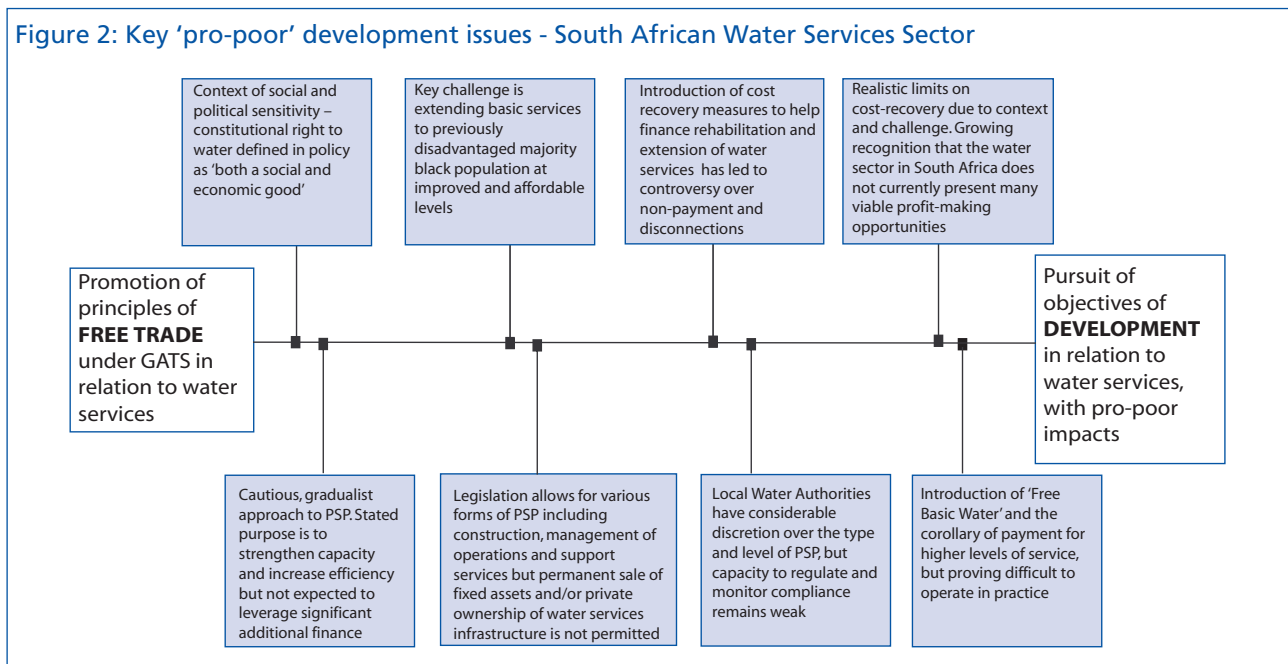 Figure 2: Key ‘pro-poor’ development issues - South African Water Services Sector
Context of social and
political sensitivity –
constitutional right to
water defined in policy
as ‘both a social and
economic good’
Key challenge is
extending basic services
to previously
disadvantaged majority
black population at
improved and affordable
levels
Introduction of cost
recovery measures to help
finance rehabilitation and
extension of water
services has led to
controversy over
non-payment and
disconnections
Realistic limits on
cost-recovery due to context
and challenge. Growing
recognition that the water
sector in South Africa does
not currently present many
viable profit-making
opportunities
Promotion of
principles of
FREE TRADE
under GATS in
relation to water
services
Pursuit of
objectives of
DEVELOPMENT
in relation to
water services,
with pro-poor
impacts
Cautious, gradualist
approach to PSP. Stated
purpose is to
strengthen capacity
and increase efficiency
but not expected to
leverage significant
additional finance
Legislation allows for various
forms of PSP including
construction, management of
operations and support
services but permanent sale of
fixed assets and/or private
ownership of water services
infrastructure is not permitted
Local Water Authorities
have considerable
discretion over the type
and level of PSP, but
capacity to regulate and
monitor compliance
remains weak
Introduction of ‘Free
Basic Water’ and the
corollary of payment for
higher levels of service,
but proving difficult to
operate in practice